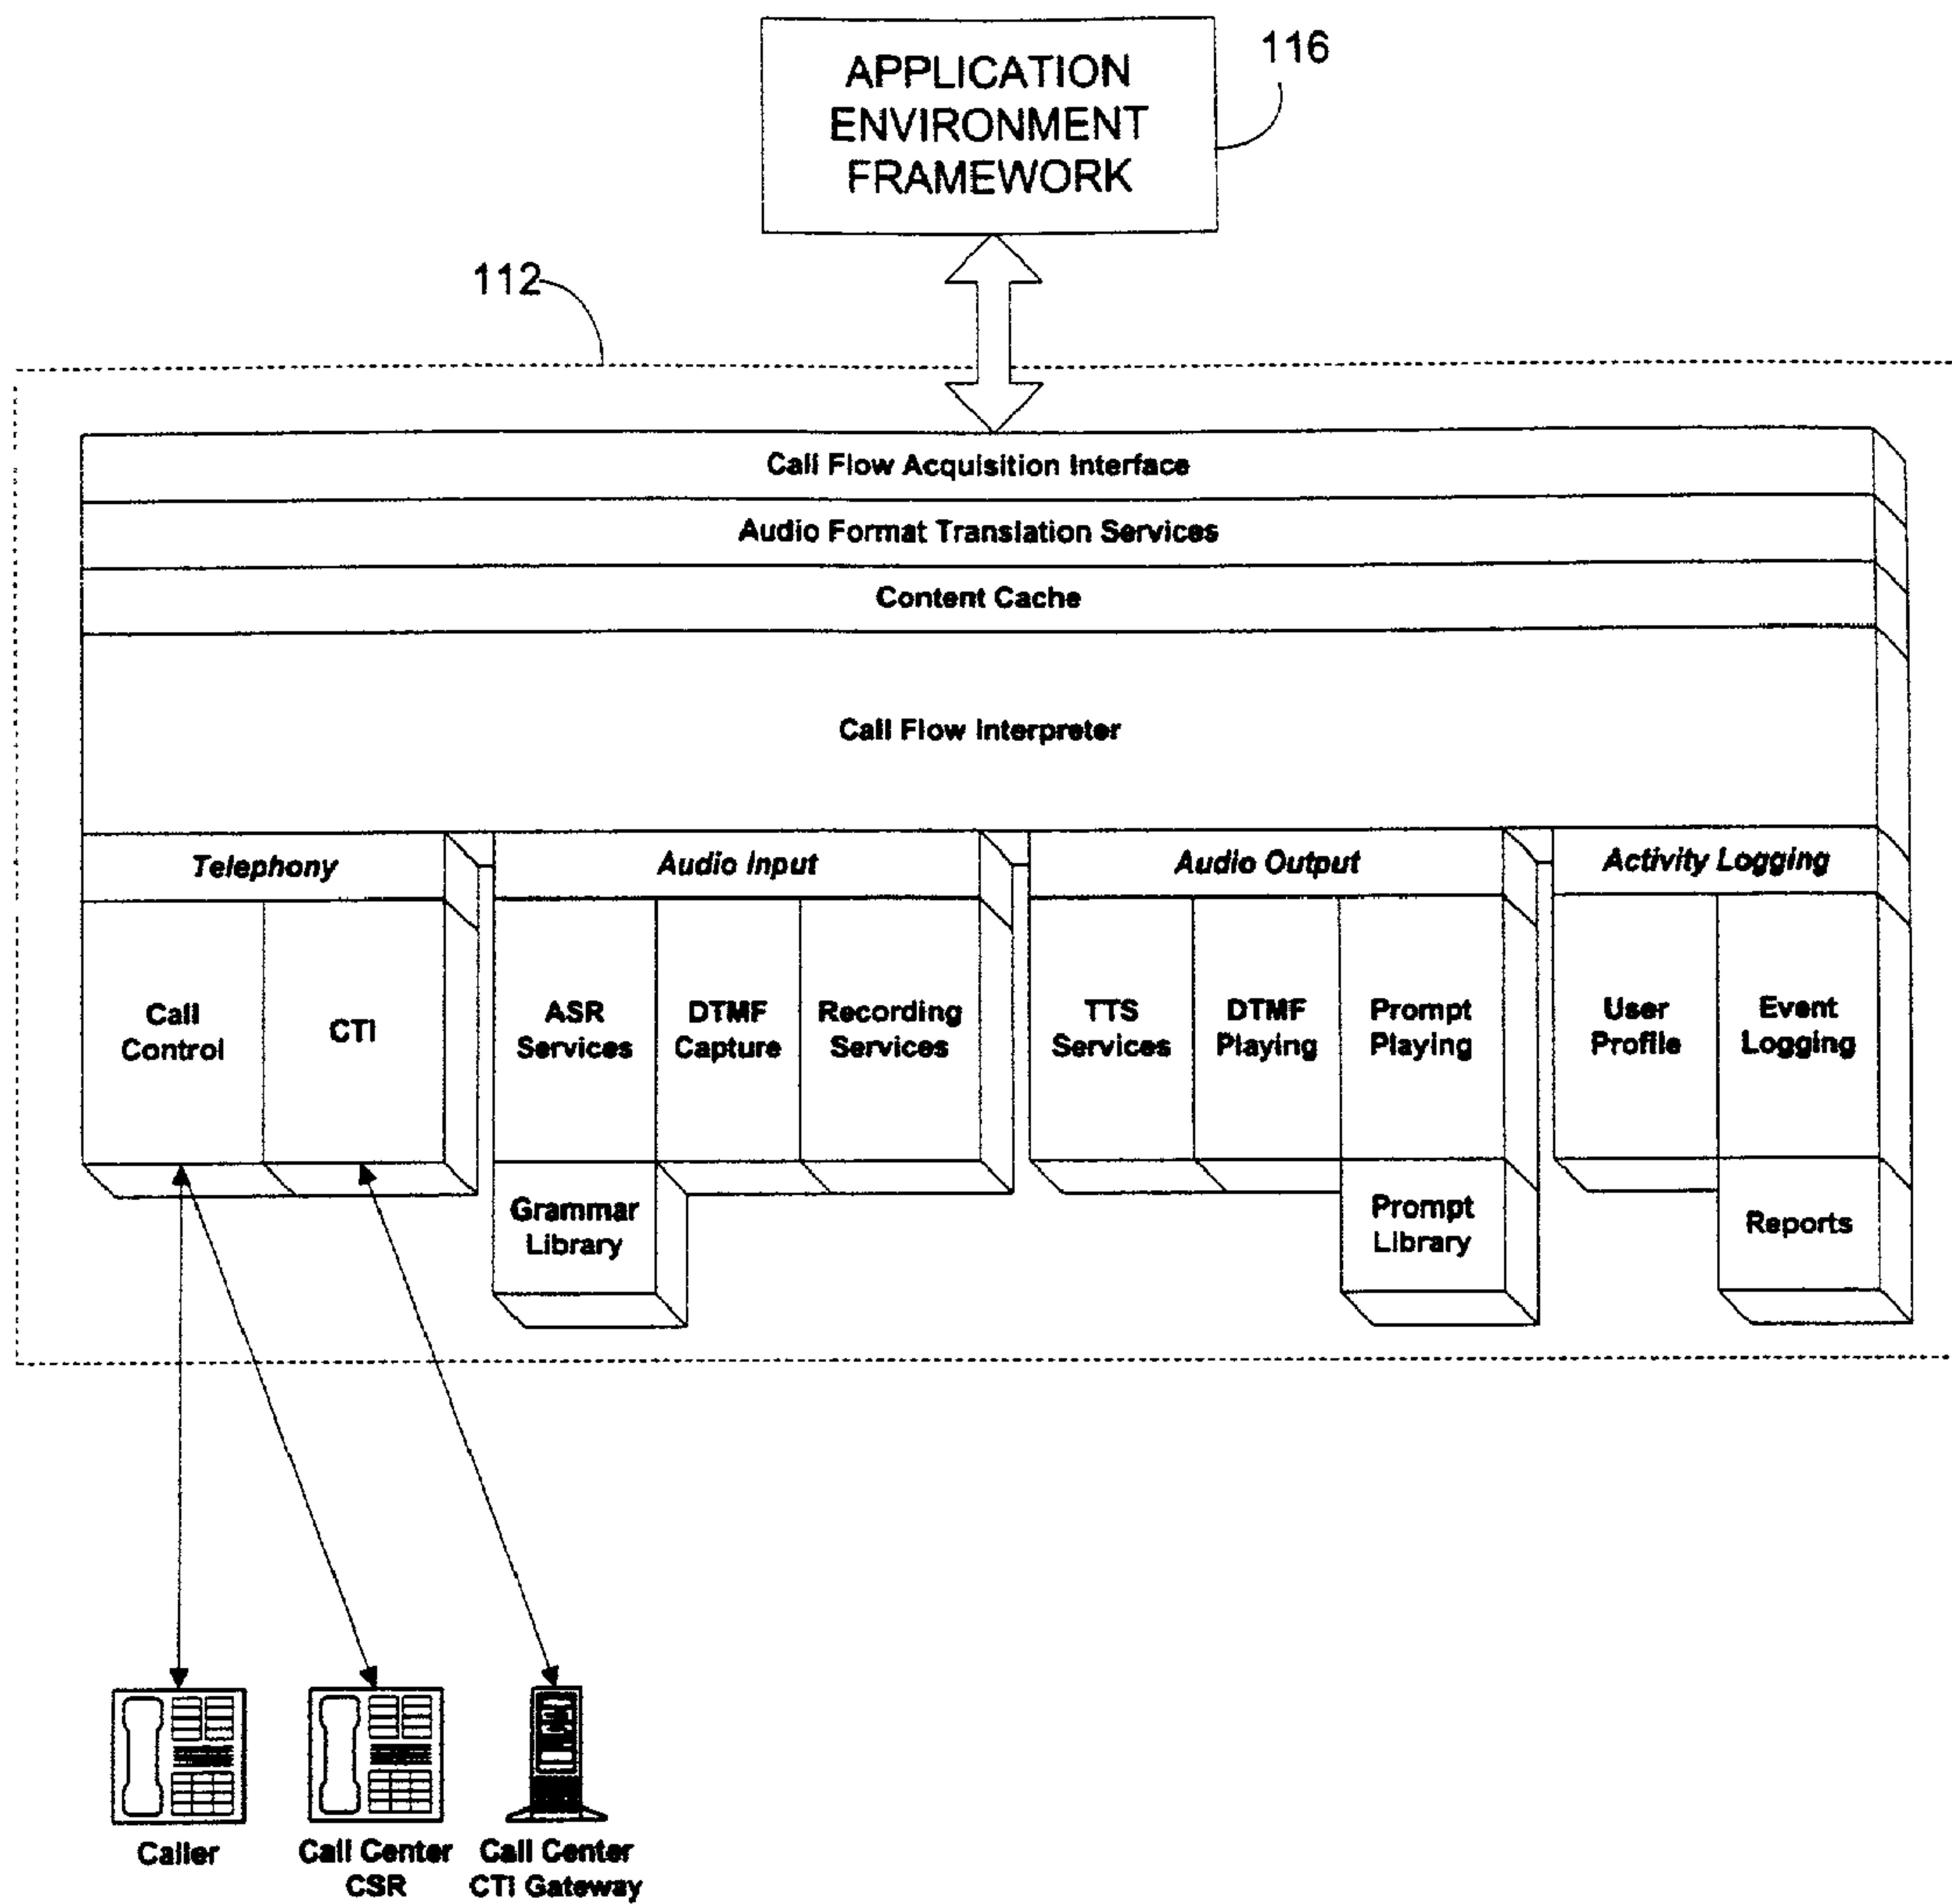 APPLICATION
ENVIRONMENT
FRAMEWORK
116
112
Call Flow Acquisition Interface
Audio Format Translation Services
Content Cache
Call Flow Interpreter
Telephony
Audio Input
Audio Output
Activity Logging
Call
Control
CTI
ASR
Services
DTMF
Capture
Recording
Services
TTS
Services
DTMF
Playing
Prompt
Playing
User
Profile
Event
Logging
Grammar
Library
Prompt
Library
Reports
Caller
Call Center
CSR
Call Center
CTI Gateway